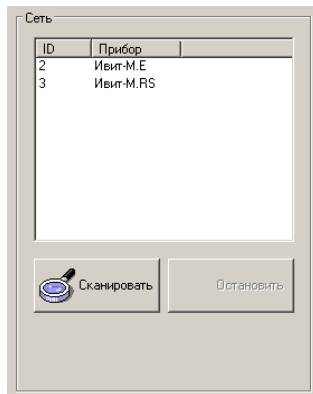 Сеть
ID Прибор
2 Ивит-М.Е
3 Ивит-М.RS
Сканировать Остановить